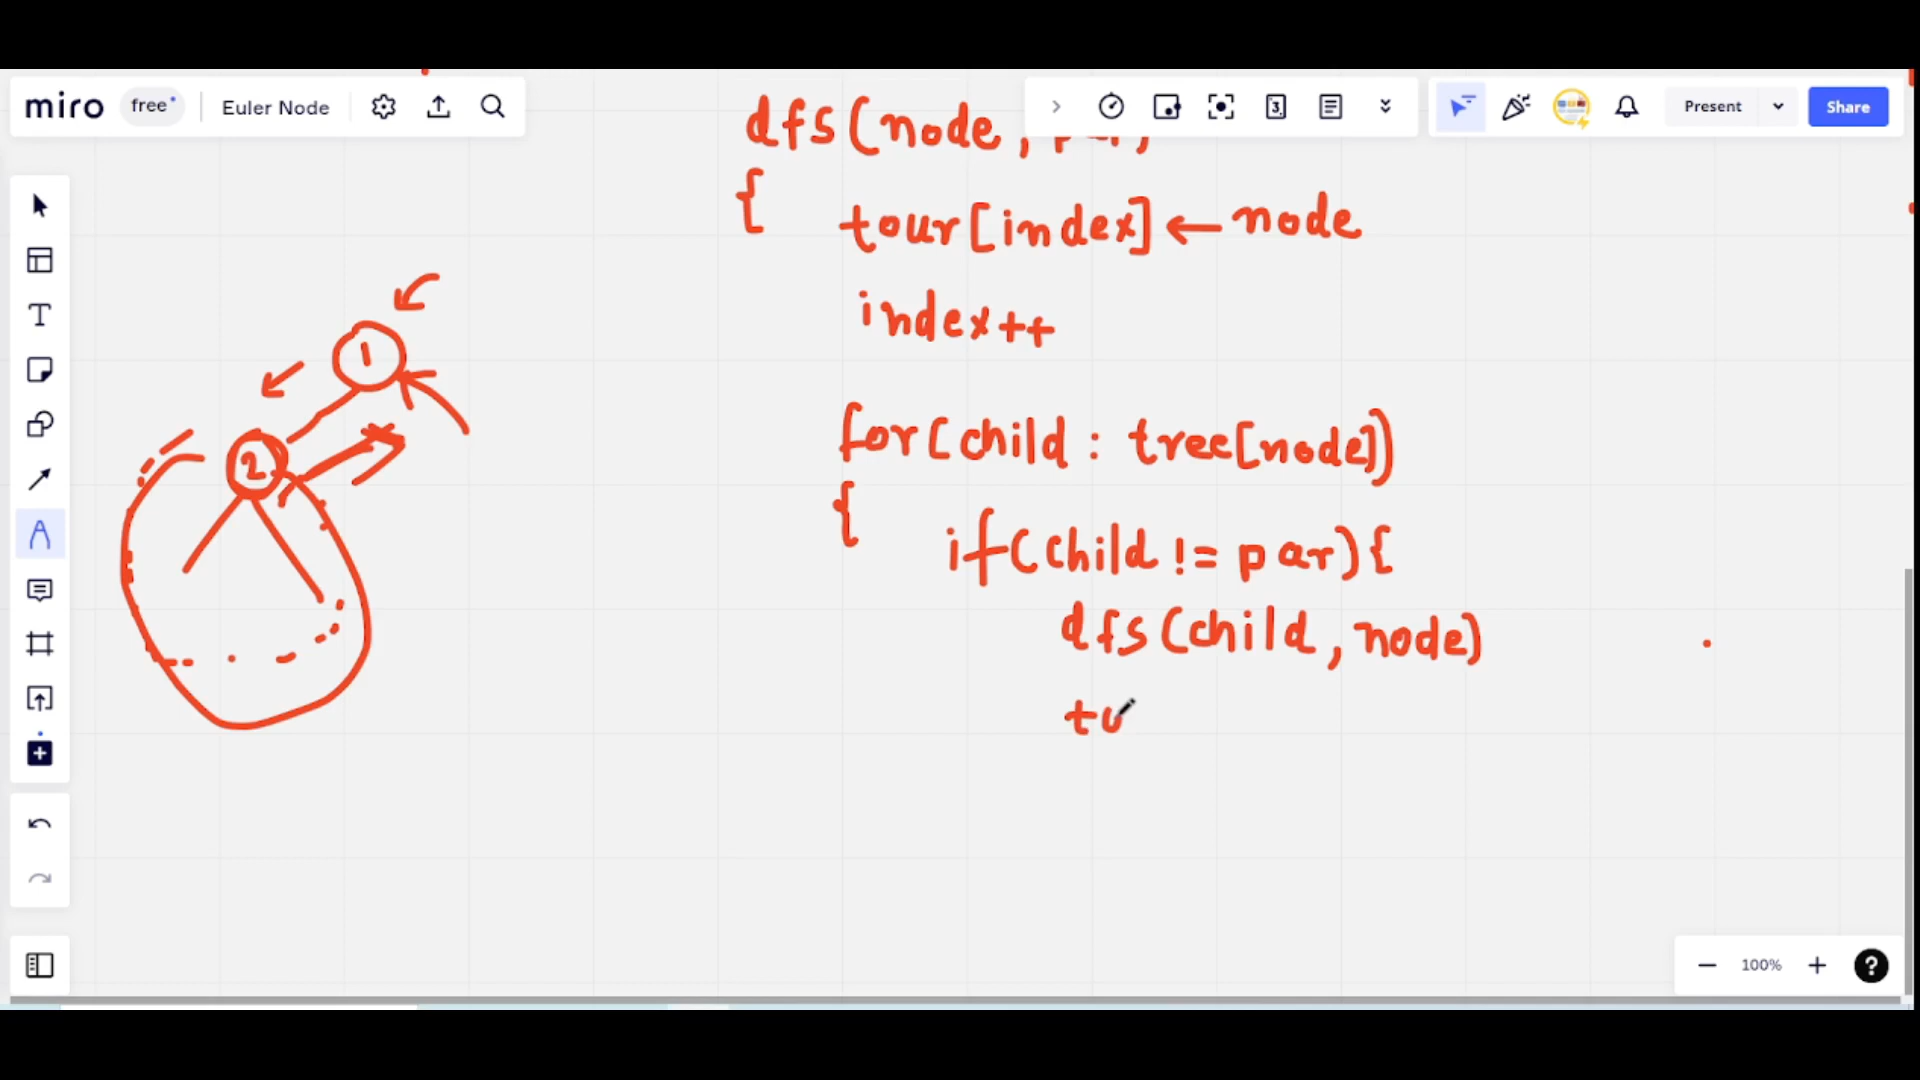 miro free Euler Node
Present Share
dfs(node,
{
tour[index] ← node
index++
for(child : tree[node])
{
if(child != par){
dfs(child, node)
1
2
100%